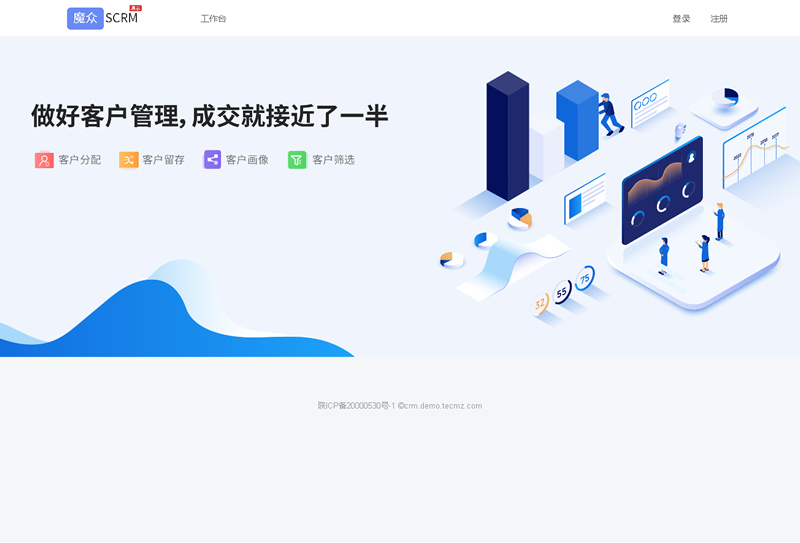 魔众 SCRM 演示
工作台
登录 注册
做好客户管理，成交就接近了一半
客户分配 客户留存 客户画像 客户筛选
32 55 75
陕ICP备20000530号-1 ©crm.demo.tecmz.com